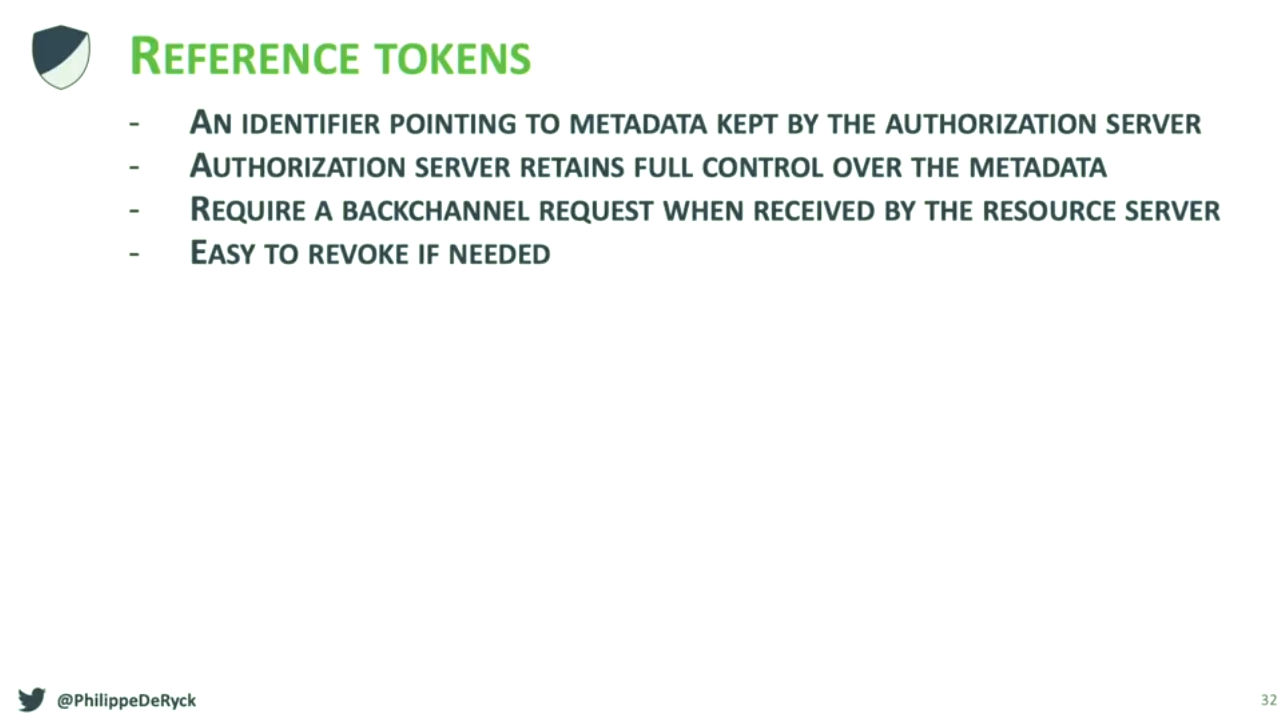 REFERENCE TOKENS
- AN IDENTIFIER POINTING TO METADATA KEPT BY THE AUTHORIZATION SERVER
- AUTHORIZATION SERVER RETAINS FULL CONTROL OVER THE METADATA
- REQUIRE A BACKCHANNEL REQUEST WHEN RECEIVED BY THE RESOURCE SERVER
- EASY TO REVOKE IF NEEDED
@PhilippeDeRyck
32